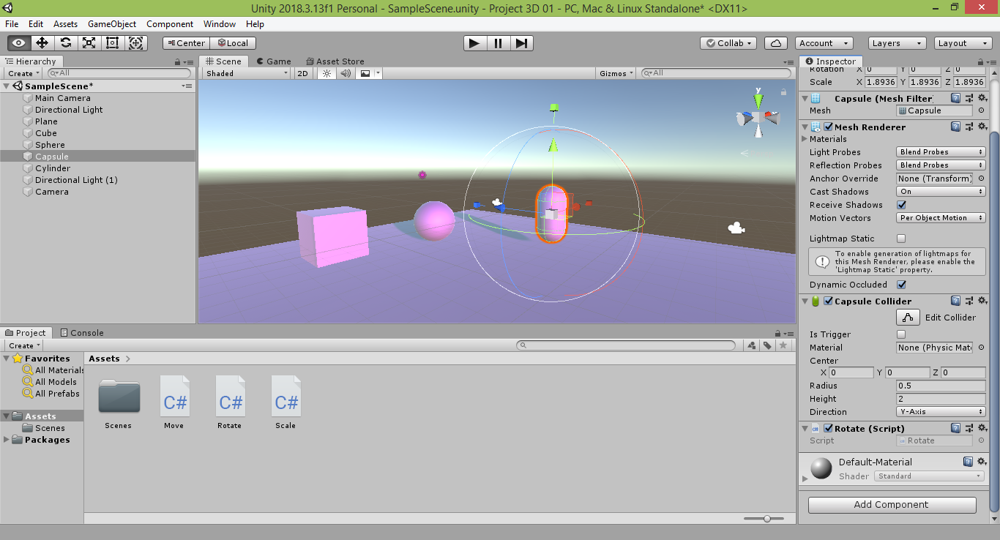 Unity 2018.3.13f1 Personal - SampleScene.unity - Project 3D 01 - PC, Mac & Linux Standalone* <DX11>
File Edit Assets GameObject Component Window Help
Center Local Collab Account Layers Layout
Hierarchy
Create All
SampleScene*
Main Camera
Directional Light
Plane
Cube
Sphere
Capsule
Cylinder
Directional Light (1)
Camera
Scene Game Asset Store
Shaded 2D Gizmos All
y
Inspector
Rotation X 0 Y 0 Z 0
Scale X 1.8936 Y 1.8936 Z 1.8936
Capsule (Mesh Filter)
Mesh Capsule
Mesh Renderer
Materials
Light Probes Blend Probes
Reflection Probes Blend Probes
Anchor Override None (Transform)
Cast Shadows On
Receive Shadows
Motion Vectors Per Object Motion
Lightmap Static
To enable generation of lightmaps for
this Mesh Renderer, please enable the
'Lightmap Static' property.
Dynamic Occluded
Capsule Collider
Edit Collider
Is Trigger
Material None (Physic Mate
Center
X 0 Y 0 Z 0
Radius 0.5
Height 2
Direction Y-Axis
Rotate (Script)
Script Rotate
Default-Material
Shader Standard
Add Component
Project Console
Create
Favorites
All Materials
All Models
All Prefabs
Assets
Scenes
Packages
Assets
C# C# C#
Scenes Move Rotate Scale